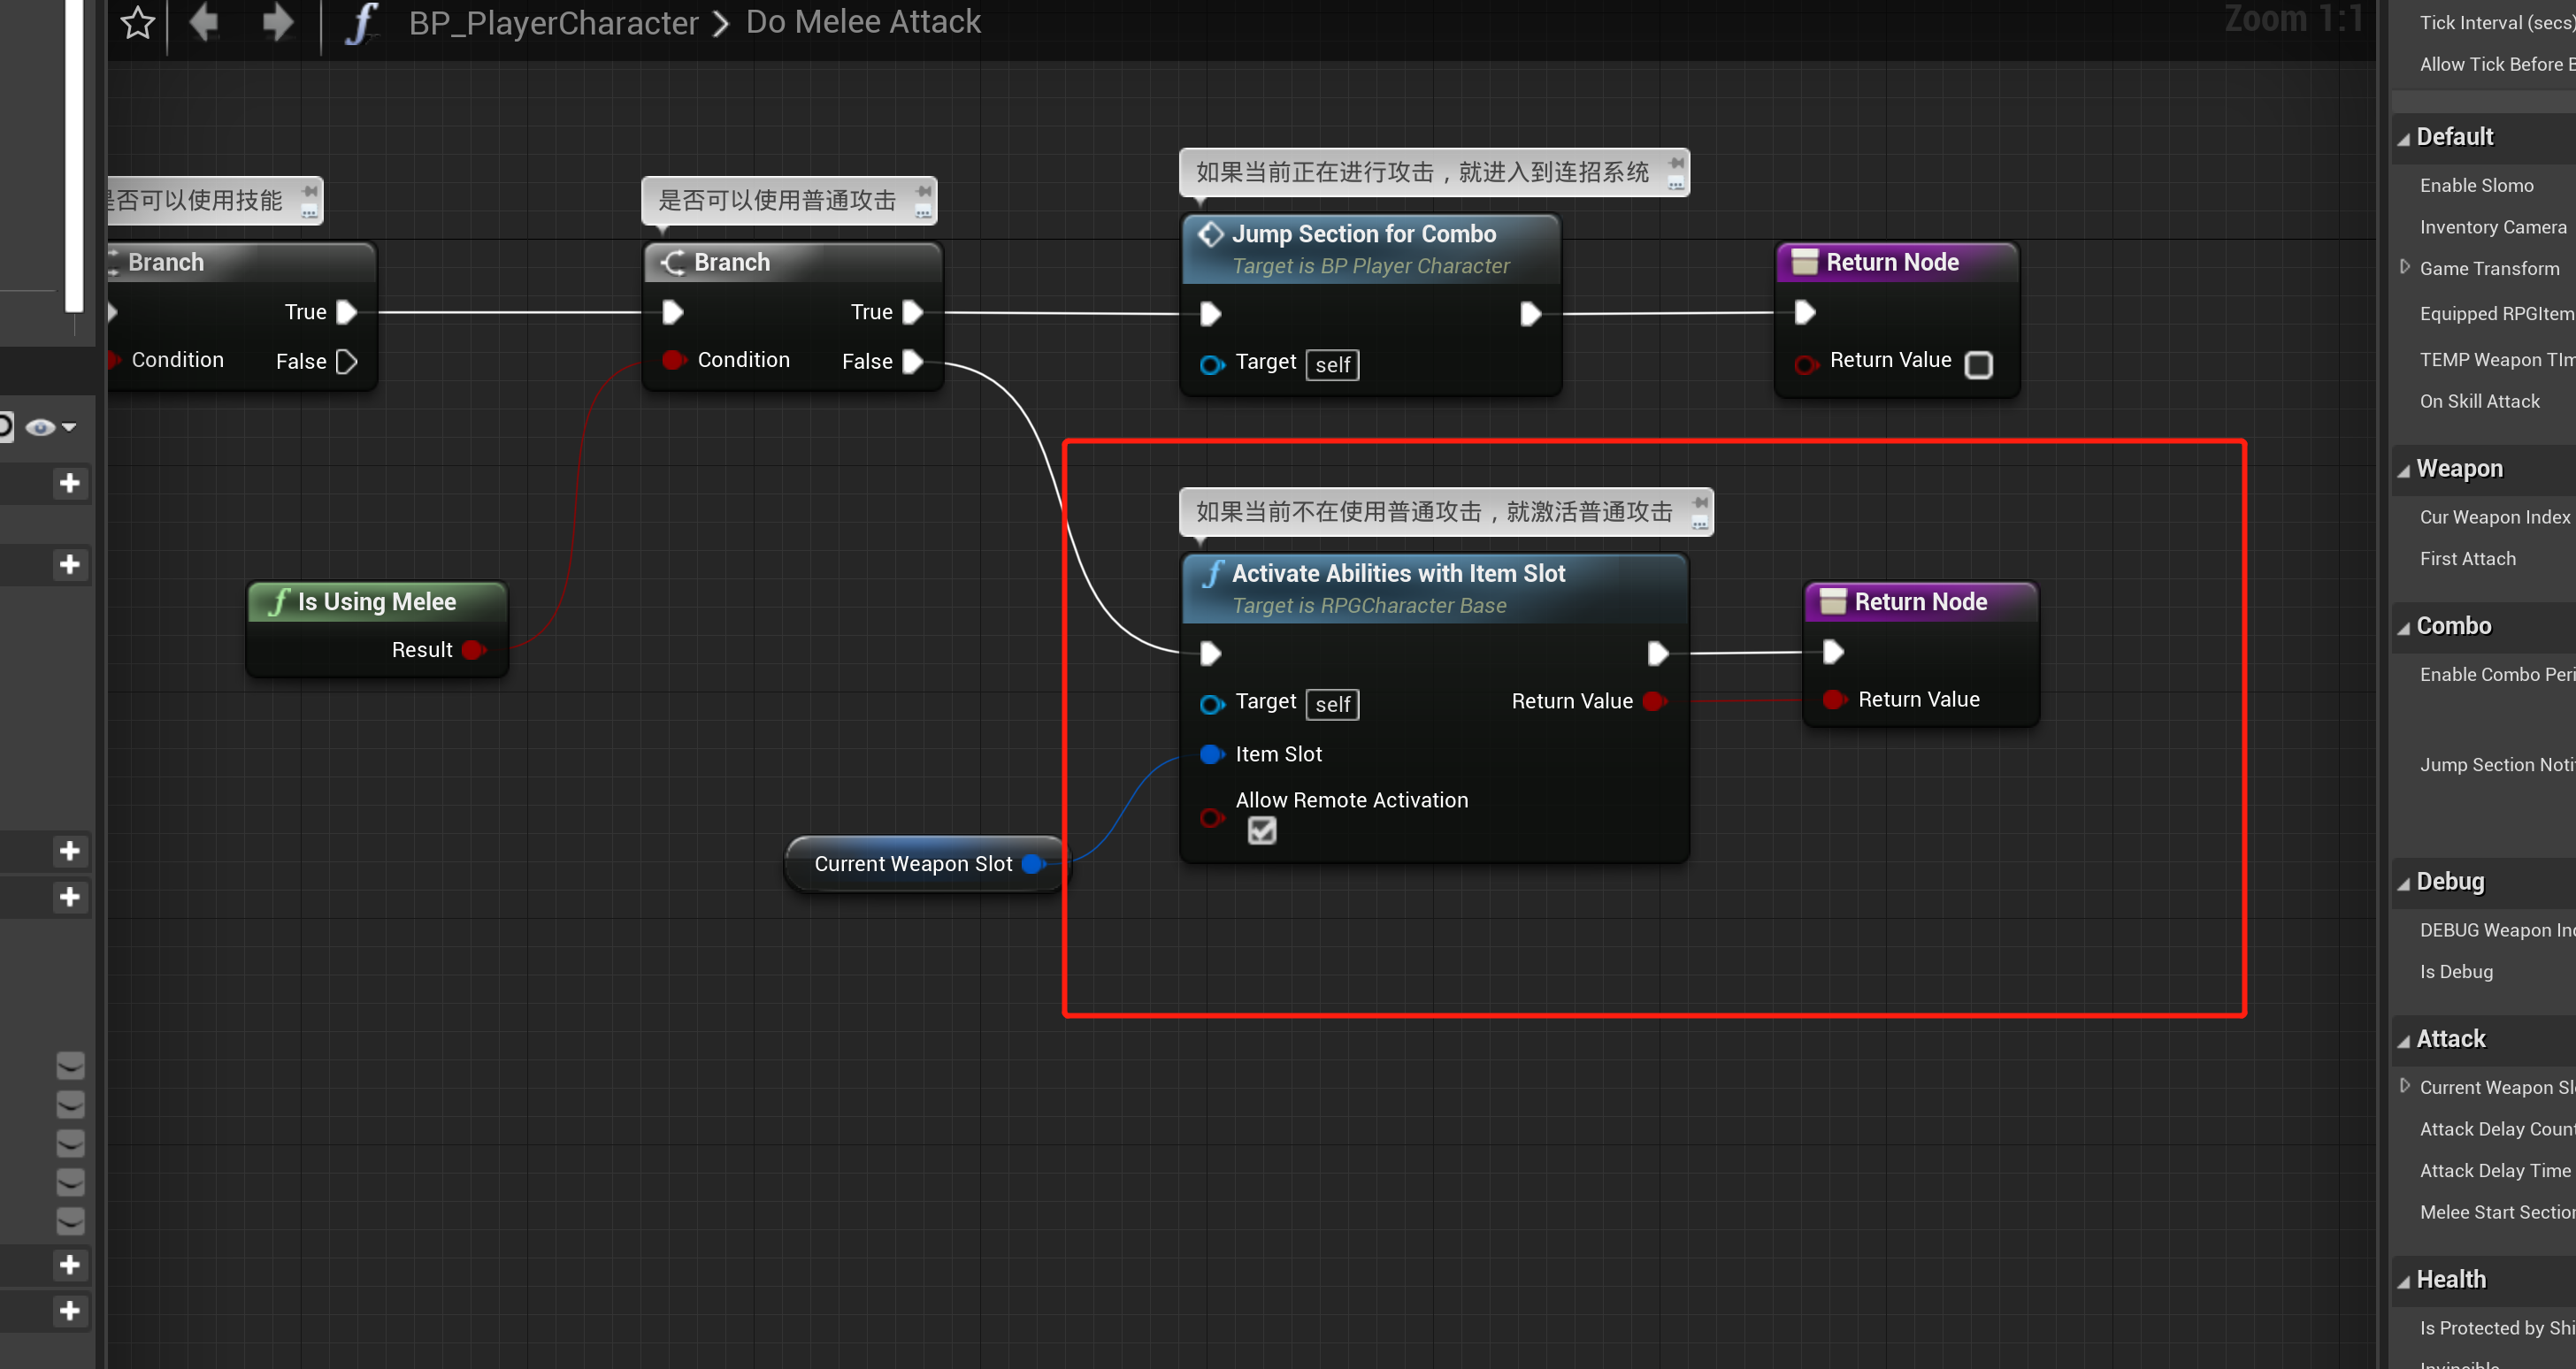 BP_PlayerCharacter > Do Melee Attack
Zoom 1:1
是否可以使用技能
Branch
True
Condition
False
是否可以使用普通攻击
Branch
True
Condition
False
如果当前正在进行攻击，就进入到连招系统
Jump Section for Combo
Target is BP Player Character
Target self
Return Node
Return Value
Is Using Melee
Result
Current Weapon Slot
如果当前不在使用普通攻击，就激活普通攻击
Activate Abilities with Item Slot
Target is RPGCharacter Base
Target self
Return Value
Item Slot
Allow Remote Activation
Return Node
Return Value
Tick Interval (secs)
Allow Tick Before
Default
Enable Slomo
Inventory Camera
Game Transform
Equipped RPGItem
TEMP Weapon TIm
On Skill Attack
Weapon
Cur Weapon Index
First Attach
Combo
Enable Combo Peri
Jump Section Noti
Debug
DEBUG Weapon
Is Debug
Attack
Current Weapon
Attack Delay Count
Attack Delay Time
Melee Start Section
Health
Is Protected by Shi